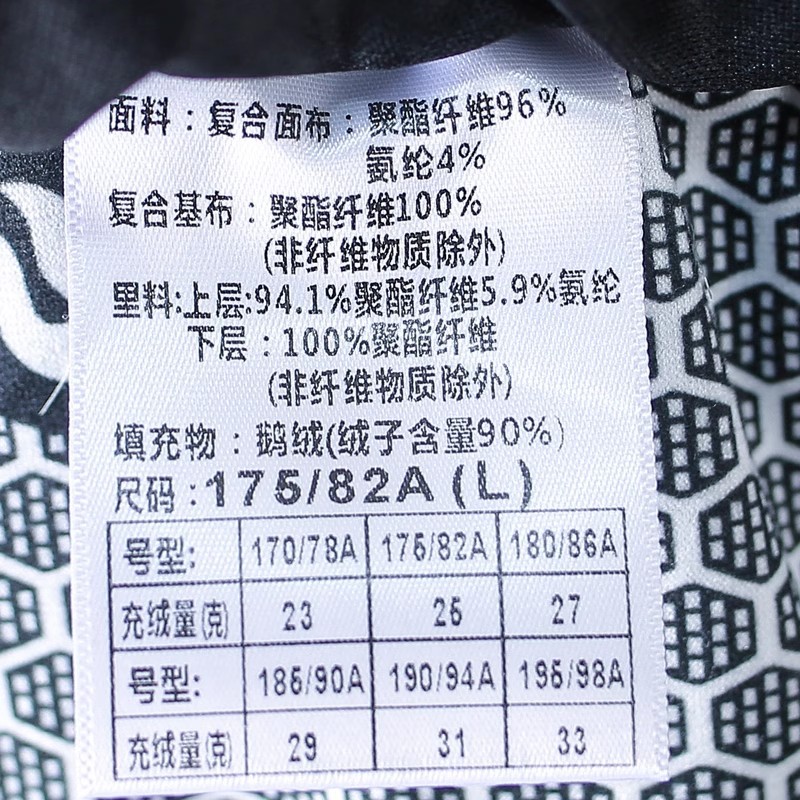 面料：复合面布：聚酯纤维96%
氨纶4%
复合基布：聚酯纤维100%
(非纤维物质除外)
里料:上层:94.1%聚酯纤维5.9%氨纶
下层：100%聚酯纤维
(非纤维物质除外)
填充物：鹅绒(绒子含量90%)
尺码：175/82A (L)
号型: 170/78A 175/82A 180/86A
充绒量(克) 23 25 27
号型: 185/90A 190/94A 195/98A
充绒量(克) 29 31 33